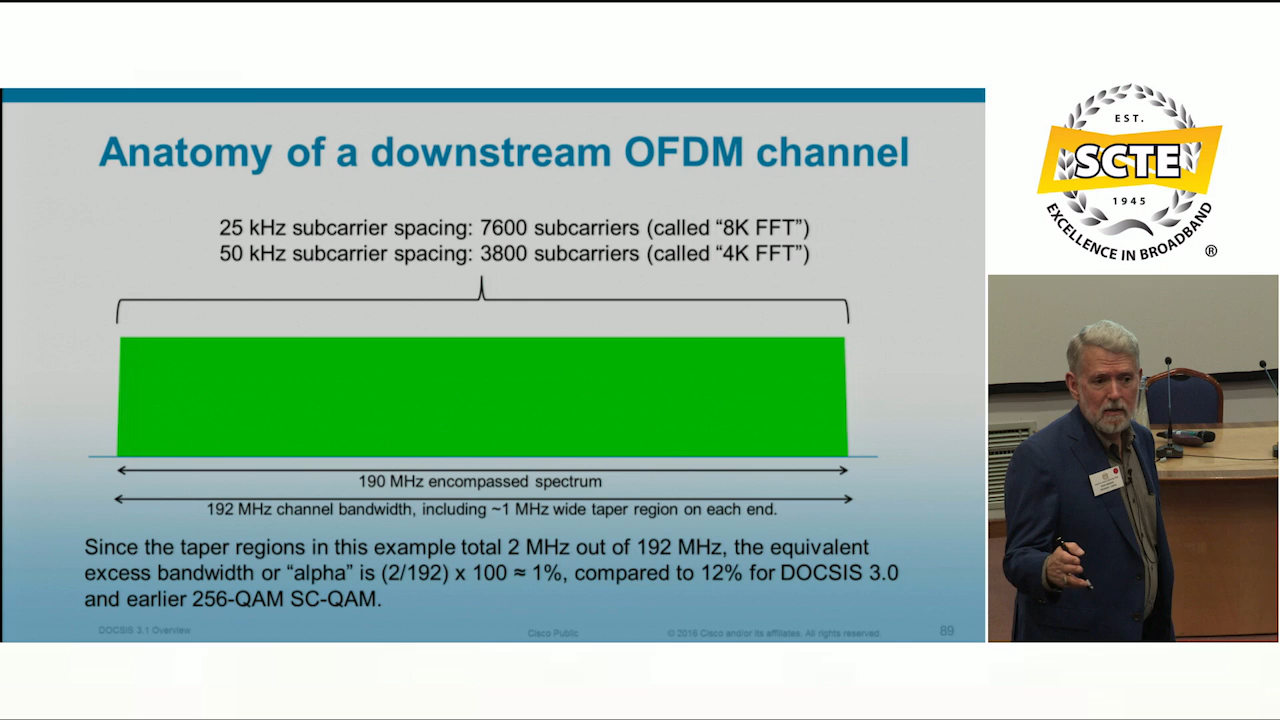 Anatomy of a downstream OFDM channel
25 kHz subcarrier spacing: 7600 subcarriers (called “8K FFT”)
50 kHz subcarrier spacing: 3800 subcarriers (called “4K FFT”)
190 MHz encompassed spectrum
192 MHz channel bandwidth, including ~1 MHz wide taper region on each end.
Since the taper regions in this example total 2 MHz out of 192 MHz, the equivalent
excess bandwidth or “alpha” is (2/192) x 100 ≈ 1%, compared to 12% for DOCSIS 3.0
and earlier 256-QAM SC-QAM.
DOCSIS 3.1 Overview
Cisco Public
© 2016 Cisco and/or its affiliates. All rights reserved.
89
EST.
SCTE
1945
EXCELLENCE IN BROADBAND
®